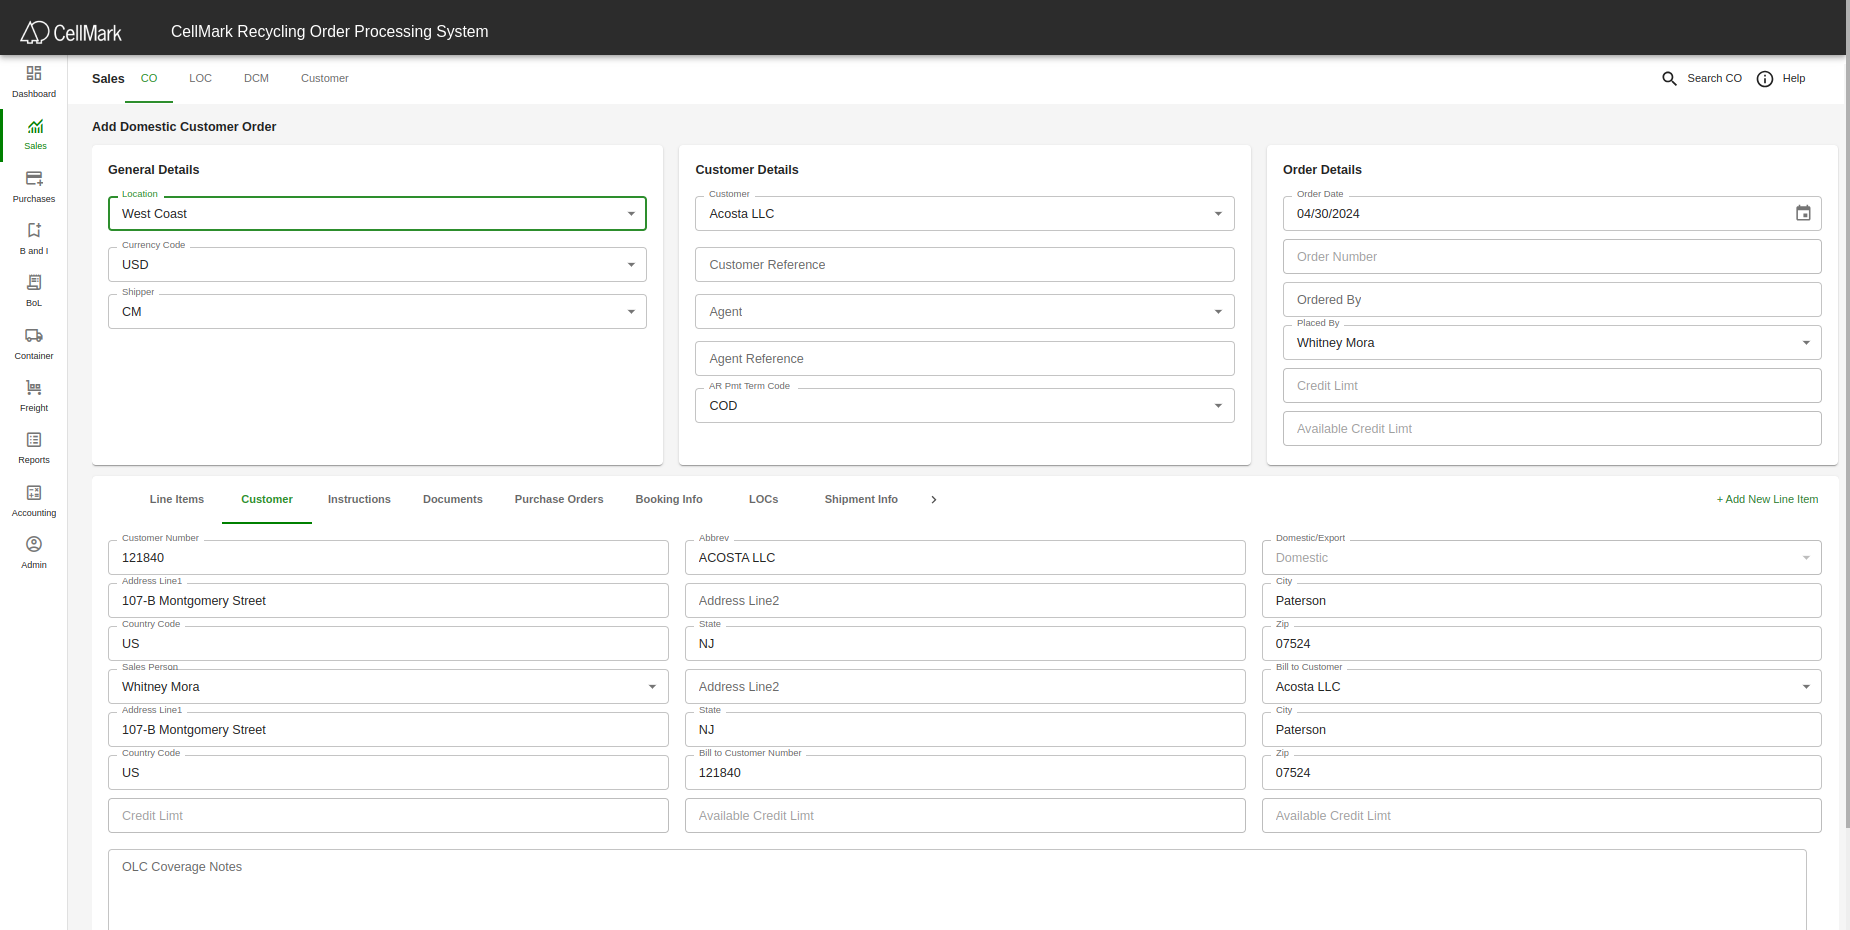 CellMark
CellMark Recycling Order Processing System
Dashboard
Sales
Purchases
B and I
BoL
Container
Freight
Reports
Accounting
Admin
Sales CO LOC DCM Customer
Search CO Help
Add Domestic Customer Order
General Details
Location
West Coast
Currency Code
USD
Shipper
CM
Customer Details
Customer
Acosta LLC
Customer Reference
Agent
Agent Reference
AR Pmt Term Code
COD
Order Details
Order Date
04/30/2024
Order Number
Ordered By
Placed By
Whitney Mora
Credit Limt
Available Credit Limt
Line Items Customer Instructions Documents Purchase Orders Booking Info LOCs Shipment Info
+ Add New Line Item
Customer Number Abbrev Domestic/Export
121840 ACOSTA LLC Domestic
Address Line1 City
107-B Montgomery Street Address Line2 Paterson
Country Code State Zip
US NJ 07524
Sales Person Bill to Customer
Whitney Mora Address Line2 Acosta LLC
Address Line1 State City
107-B Montgomery Street NJ Paterson
Country Code Bill to Customer Number Zip
US 121840 07524
Credit Limt Available Credit Limt Available Credit Limt
OLC Coverage Notes